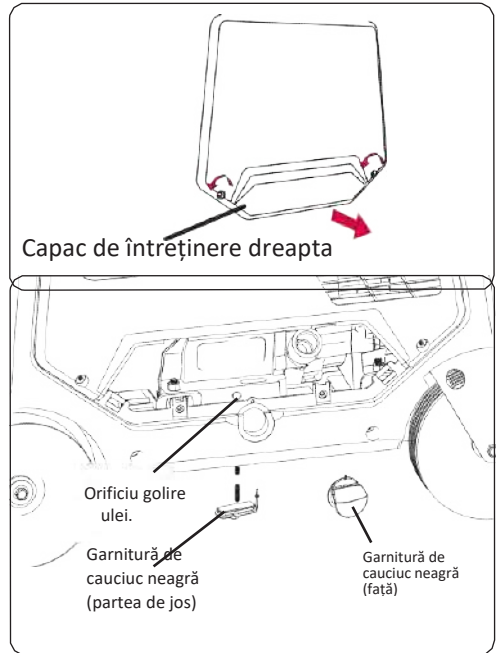 Capac de întreținere dreapta
Orificiu golire
ulei.
Garnitură de
cauciuc neagră
(partea de jos)
Garnitură de
cauciuc neagră
(față)